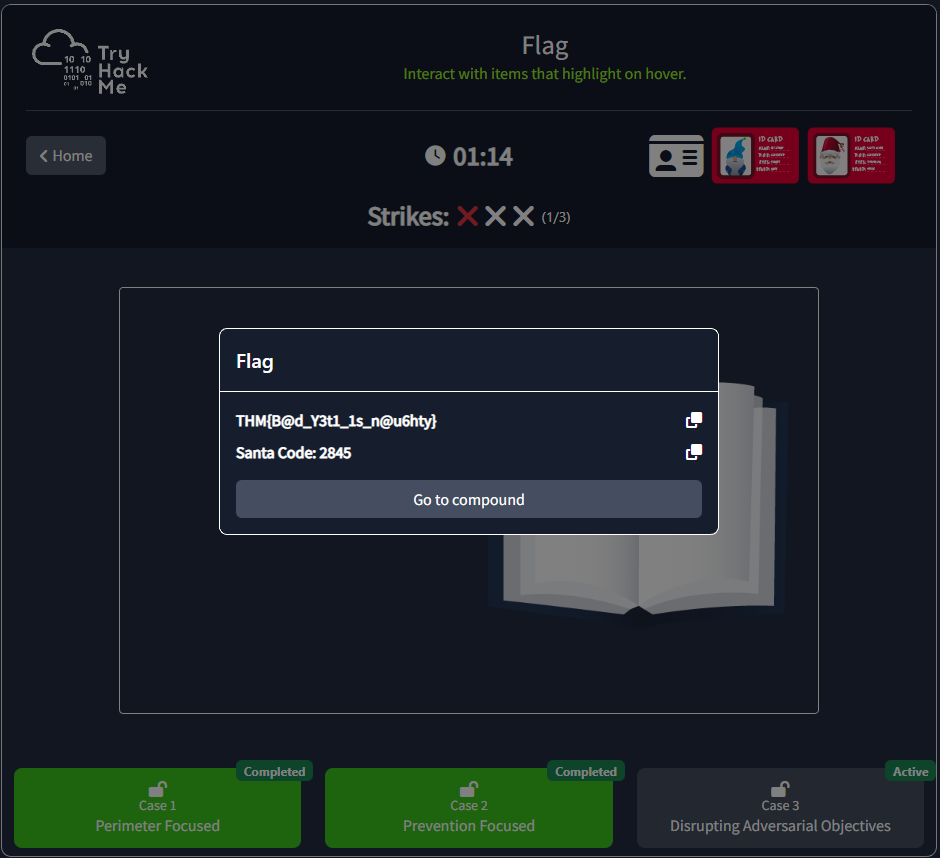 Try
Hack
Me
Flag
Interact with items that highlight on hover.
Home
01:14
ID CARD
ID CARD
Strikes: (1/3)
Flag
THM{B@d_Y3t1_1s_n@u6hty}
Santa Code: 2845
Go to compound
Completed
Case 1
Perimeter Focused
Completed
Case 2
Prevention Focused
Active
Case 3
Disrupting Adversarial Objectives